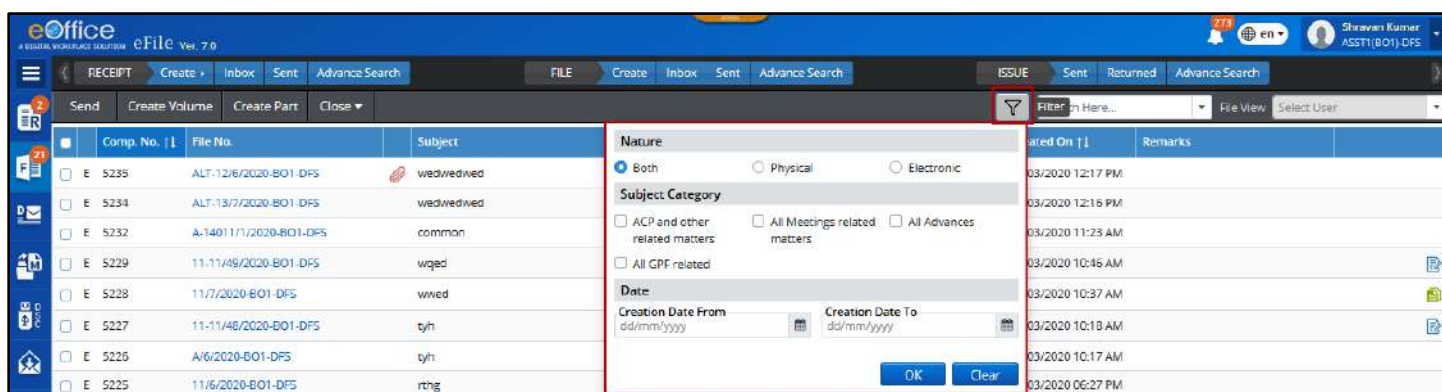 eOffice
A DIGITAL WORKPLACE SOLUTION eFile Ver. 7.0
273 en Shravan Kumar
ASST1(BO1)-DFS
RECEIPT Create Inbox Sent Advance Search FILE Create Inbox Sent Advance Search ISSUE Sent Returned Advance Search
Send Create Volume Create Part Close Filter h Here... File View Select User
2
R
Comp. No. File No. Subject ated On Remarks
21
F
E 5235 ALT-12/6/2020-BO1-DFS wedwedwed 03/2020 12:17 PM
E 5234 ALT-13/7/2020-BO1-DFS wedwedwed 03/2020 12:16 PM
D
E 5232 A-14011/1/2020-BO1-DFS common 03/2020 11:23 AM
M
E 5229 11-11/49/2020-BO1-DFS wqed 03/2020 10:46 AM
E 5228 11/7/2020-BO1-DFS wwed 03/2020 10:37 AM
E 5227 11-11/48/2020-BO1-DFS tyh 03/2020 10:18 AM
E 5226 A/6/2020-BO1-DFS tyh 03/2020 10:17 AM
E 5225 11/6/2020-BO1-DFS rthg 03/2020 06:27 PM
Nature
Both Physical Electronic
Subject Category
ACP and other related matters
All Meetings related matters
All Advances
All GPF related
Date
Creation Date From Creation Date To
dd/mm/yyyy dd/mm/yyyy
OK Clear